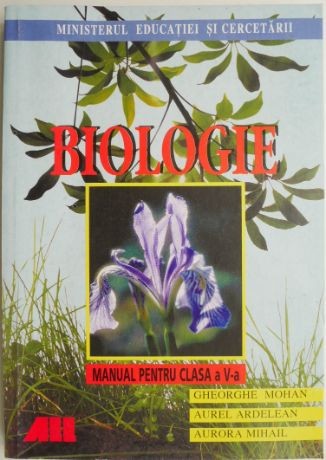 MINISTERUL EDUCAȚIEI ȘI CERCETĂRII
BIOLOGIE
MANUAL PENTRU CLASA a V-a
GHEORGHE MOHAN
AUREL ARDELEAN
AURORA MIHAIL
ALL